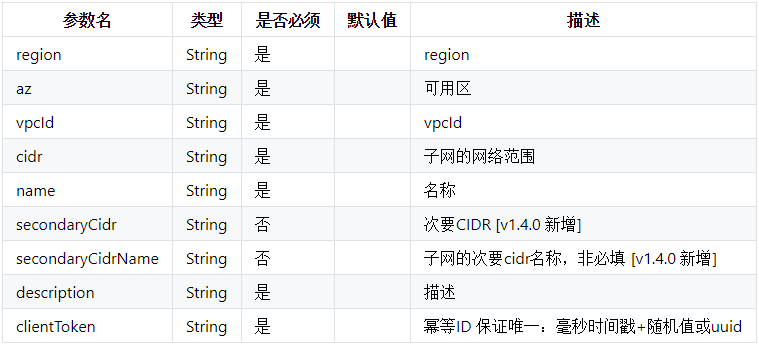 参数名 类型 是否必须 默认值 描述
region String 是 region
az String 是 可用区
vpcId String 是 vpcId
cidr String 是 子网的网络范围
name String 是 名称
secondaryCidr String 否 次要CIDR [v1.4.0 新增]
secondaryCidrName String 否 子网的次要cidr名称，非必填 [v1.4.0 新增]
description String 是 描述
clientToken String 是 幂等ID 保证唯一：毫秒时间戳+随机值或uuid